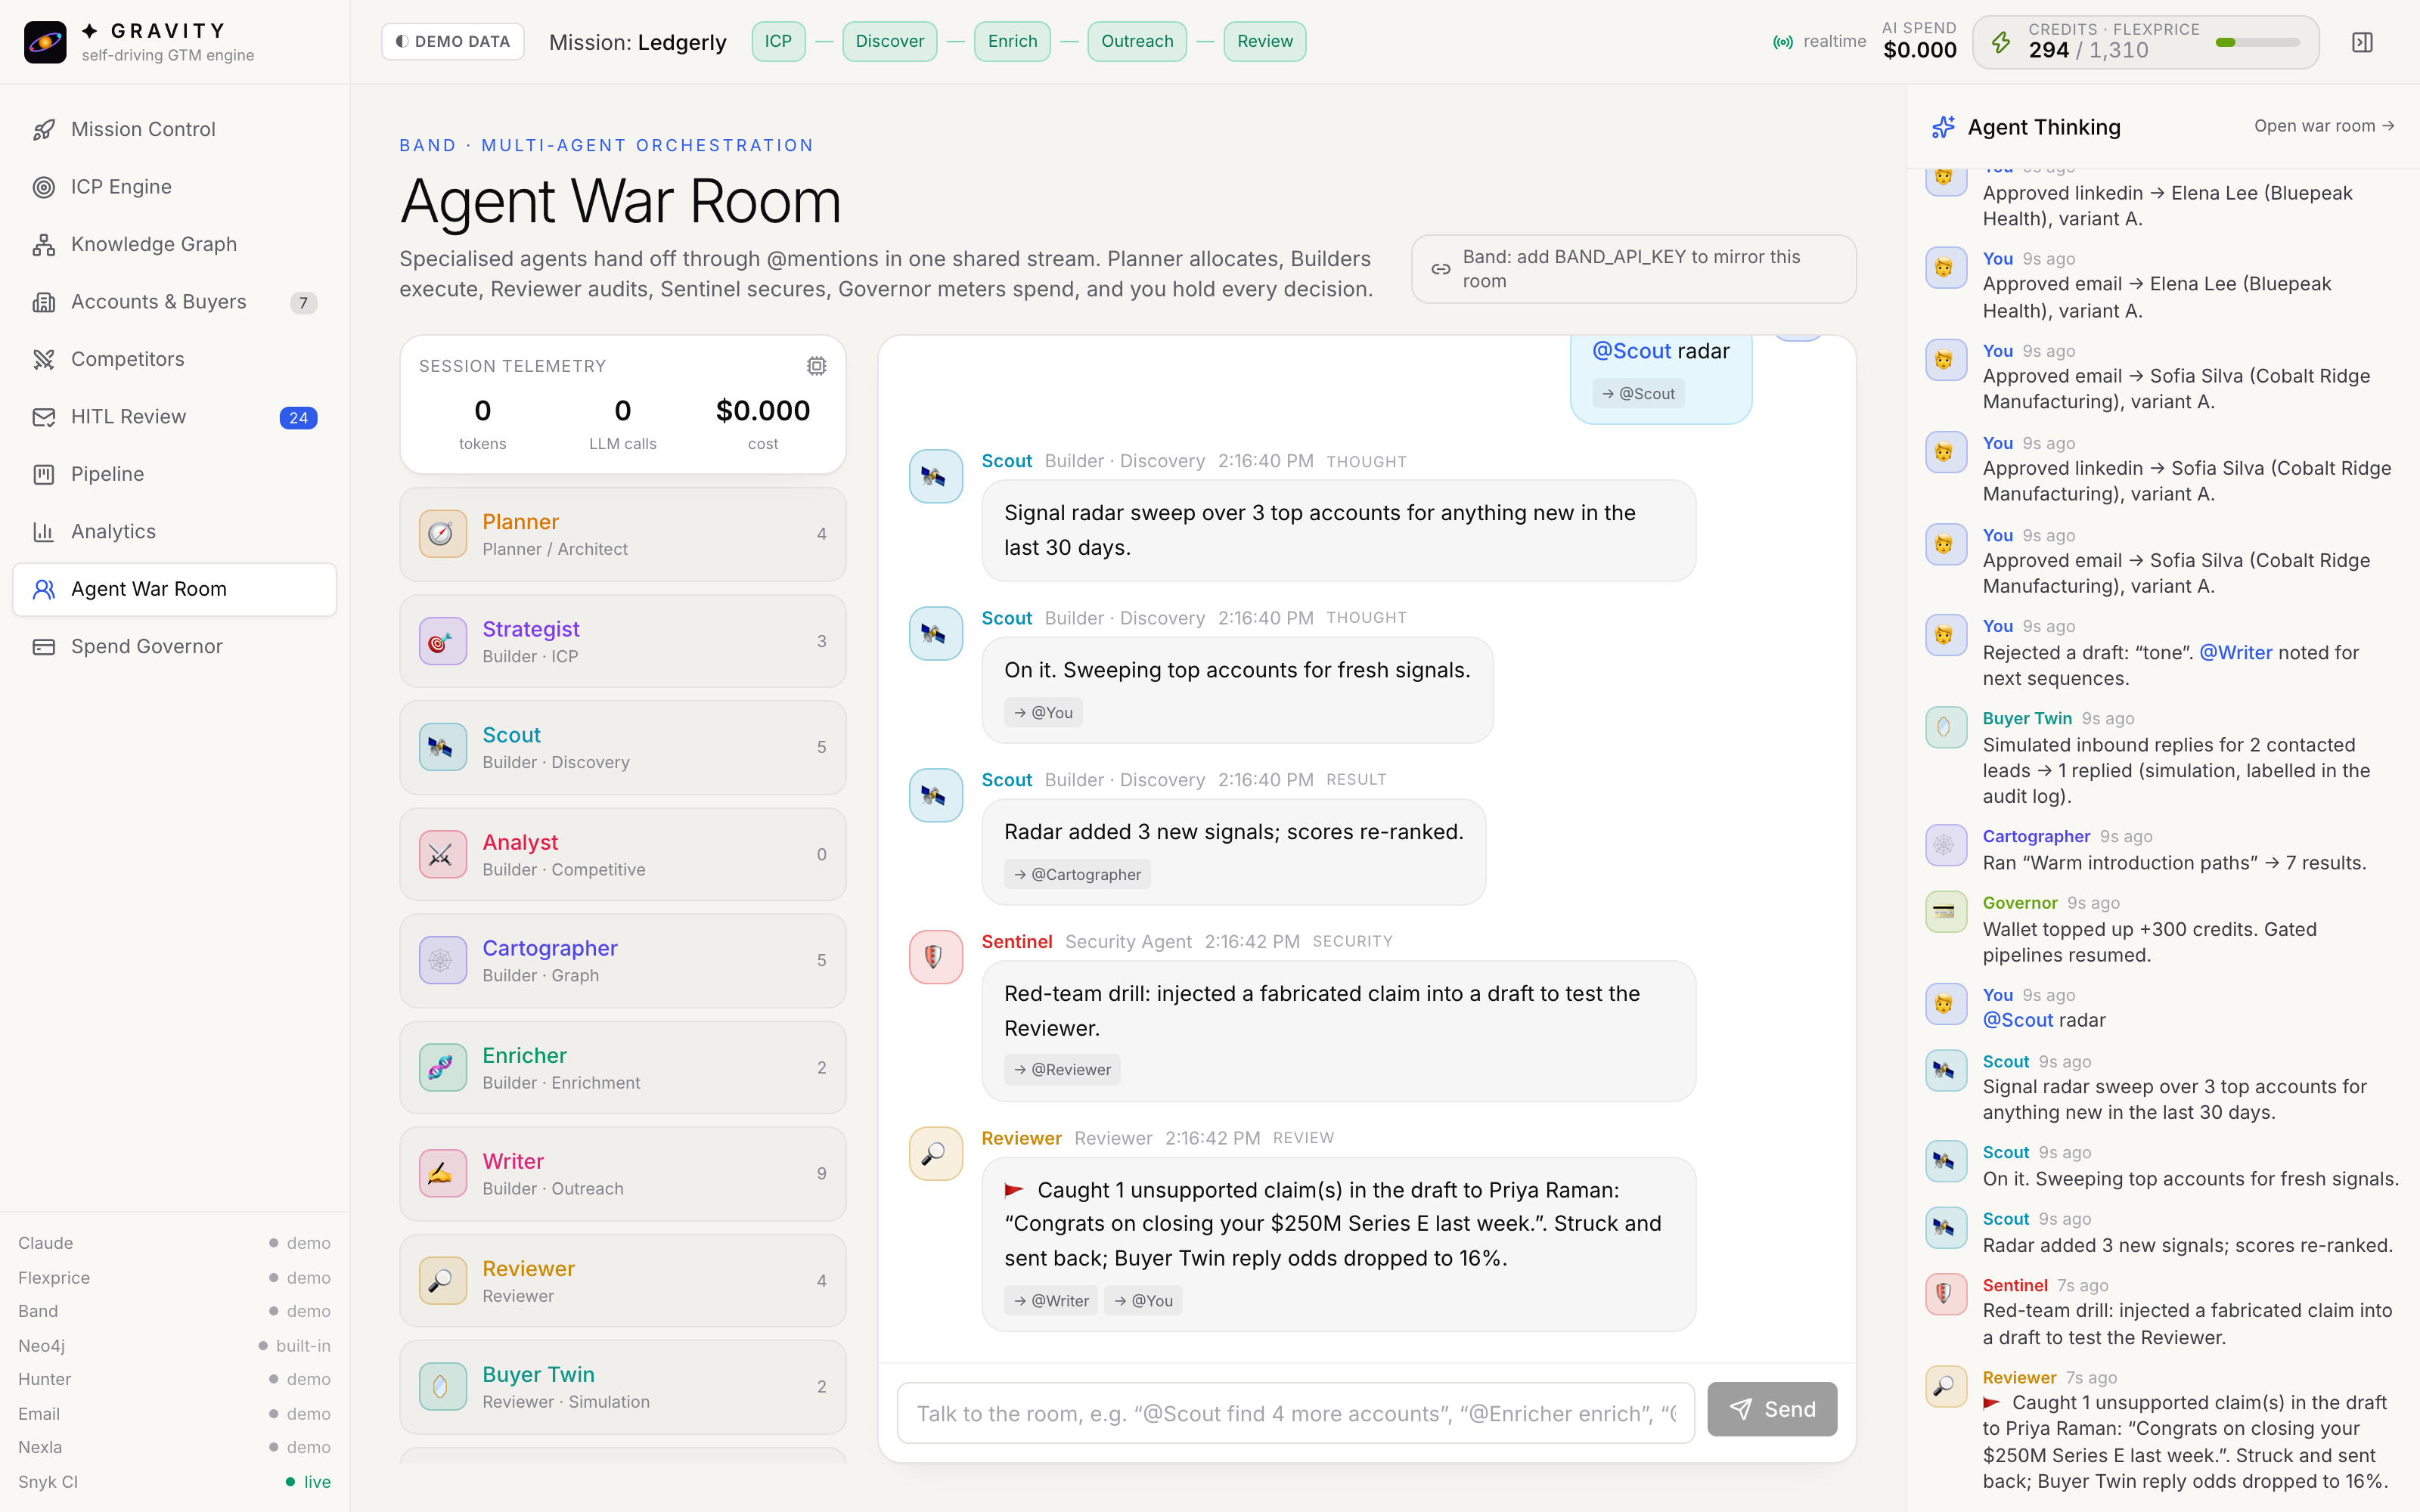 ✦ GRAVITY
self-driving GTM engine
DEMO DATA
Mission: Ledgerly
ICP — Discover — Enrich — Outreach — Review
realtime
AI SPEND
$0.000
CREDITS · FLEXPRICE
294 / 1,310
Mission Control
ICP Engine
Knowledge Graph
Accounts & Buyers 7
Competitors
HITL Review 24
Pipeline
Analytics
Agent War Room
Spend Governor
Claude demo
Flexprice demo
Band demo
Neo4j built-in
Hunter demo
Email demo
Nexla demo
Snyk CI live
BAND · MULTI-AGENT ORCHESTRATION
Agent War Room
Specialised agents hand off through @mentions in one shared stream. Planner allocates, Builders
execute, Reviewer audits, Sentinel secures, Governor meters spend, and you hold every decision.
Band: add BAND_API_KEY to mirror this
room
SESSION TELEMETRY
0 0 $0.000
tokens LLM calls cost
Planner
Planner / Architect
4
Strategist
Builder · ICP
3
Scout
Builder · Discovery
5
Analyst
Builder · Competitive
0
Cartographer
Builder · Graph
5
Enricher
Builder · Enrichment
2
Writer
Builder · Outreach
9
Reviewer
Reviewer
4
Buyer Twin
Reviewer · Simulation
2
@Scout radar
→ @Scout
Scout Builder · Discovery 2:16:40 PM THOUGHT
Signal radar sweep over 3 top accounts for anything new in the
last 30 days.
Scout Builder · Discovery 2:16:40 PM THOUGHT
On it. Sweeping top accounts for fresh signals.
→ @You
Scout Builder · Discovery 2:16:40 PM RESULT
Radar added 3 new signals; scores re-ranked.
→ @Cartographer
Sentinel Security Agent 2:16:42 PM SECURITY
Red-team drill: injected a fabricated claim into a draft to test the
Reviewer.
→ @Reviewer
Reviewer Reviewer 2:16:42 PM REVIEW
Caught 1 unsupported claim(s) in the draft to Priya Raman:
“Congrats on closing your $250M Series E last week.”. Struck and
sent back; Buyer Twin reply odds dropped to 16%.
→ @Writer → @You
Talk to the room, e.g. “@Scout find 4 more accounts”, “@Enricher enrich”, “
Send
Agent Thinking
Open war room →
You 9s ago
Approved linkedin → Elena Lee (Bluepeak
Health), variant A.
You 9s ago
Approved email → Elena Lee (Bluepeak
Health), variant A.
You 9s ago
Approved email → Sofia Silva (Cobalt Ridge
Manufacturing), variant A.
You 9s ago
Approved linkedin → Sofia Silva (Cobalt Ridge
Manufacturing), variant A.
You 9s ago
Approved email → Sofia Silva (Cobalt Ridge
Manufacturing), variant A.
You 9s ago
Rejected a draft: “tone”. @Writer noted for
next sequences.
Buyer Twin 9s ago
Simulated inbound replies for 2 contacted
leads → 1 replied (simulation, labelled in the
audit log).
Cartographer 9s ago
Ran “Warm introduction paths” → 7 results.
Governor 9s ago
Wallet topped up +300 credits. Gated
pipelines resumed.
You 9s ago
@Scout radar
Scout 9s ago
Signal radar sweep over 3 top accounts for
anything new in the last 30 days.
Scout 9s ago
On it. Sweeping top accounts for fresh signals.
Scout 9s ago
Radar added 3 new signals; scores re-ranked.
Sentinel 7s ago
Red-team drill: injected a fabricated claim into
a draft to test the Reviewer.
Reviewer 7s ago
Caught 1 unsupported claim(s) in the draft
to Priya Raman: “Congrats on closing your
$250M Series E last week.”. Struck and sent
back; Buyer Twin reply odds dropped to 16%.